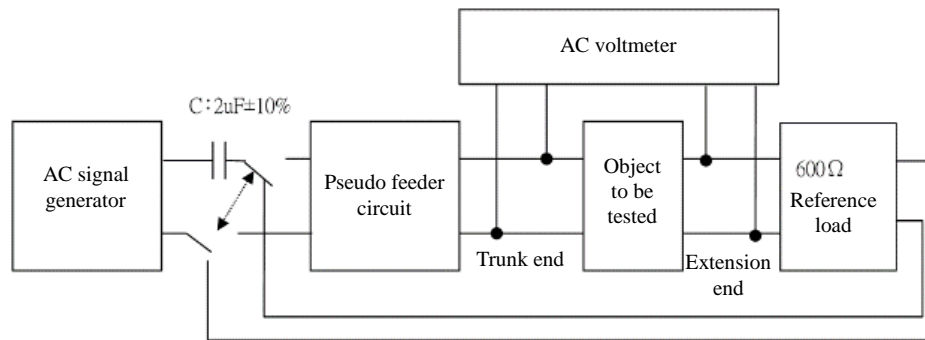 AC voltmeter
C:2uF±10%
AC signal
generator
Pseudo feeder
circuit
Object
to be
tested
600Ω
Reference
load
Trunk end
Extension
end